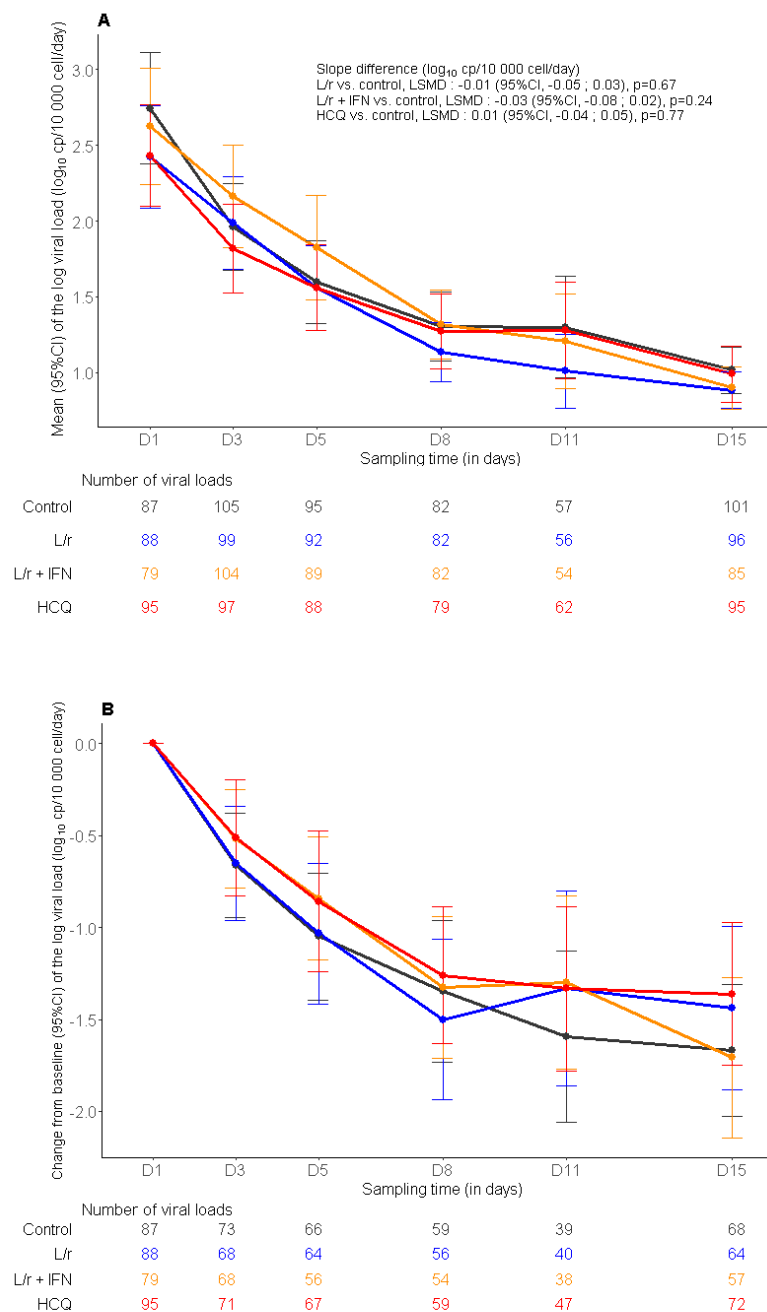 A
Mean (95%CI) of the log viral load (log10 cp/10 000 cell/day)
Slope difference (log10 cp/10 000 cell/day)
L/r vs. control, LSMD : -0.01 (95%CI, -0.05 ; 0.03), p=0.67
L/r + IFN vs. control, LSMD : -0.03 (95%CI, -0.08 ; 0.02), p=0.24
HCQ vs. control, LSMD : 0.01 (95%CI, -0.04 ; 0.05), p=0.77
3.0
2.5
2.0
1.5
1.0
D1 D3 D5 D8 D11 D15
Sampling time (in days)
Number of viral loads
Control 87 105 95 82 57 101
L/r 88 99 92 82 56 96
L/r + IFN 79 104 89 82 54 85
HCQ 95 97 88 79 62 95
B
Change from baseline (95%CI) of the log viral load (log10 cp/10 000 cell/day)
0.0
-0.5
-1.0
-1.5
-2.0
D1 D3 D5 D8 D11 D15
Sampling time (in days)
Number of viral loads
Control 87 73 66 59 39 68
L/r 88 68 64 56 40 64
L/r + IFN 79 68 56 54 38 57
HCQ 95 71 67 59 47 72